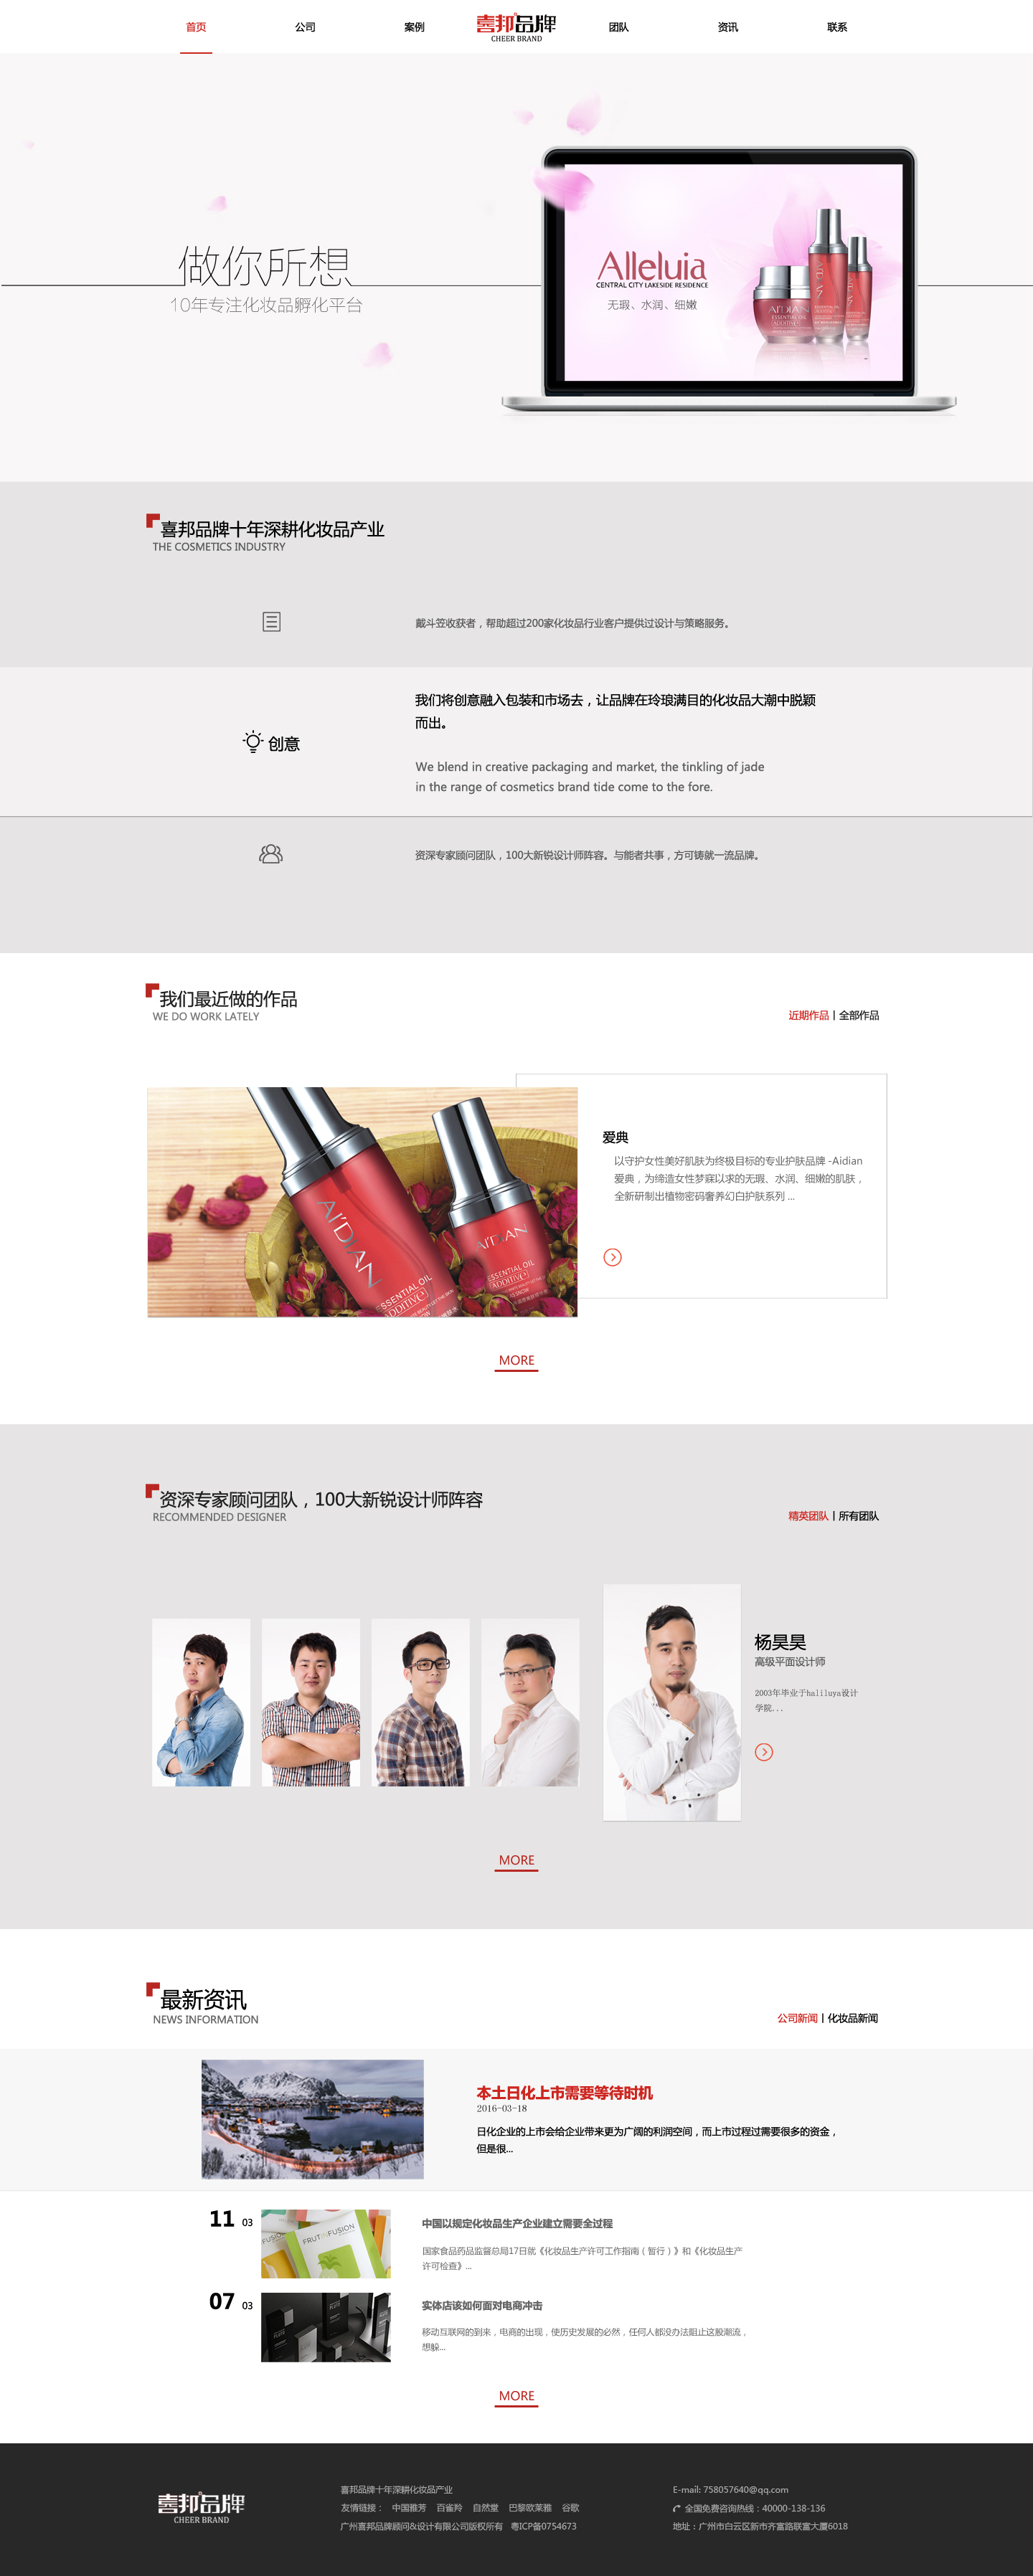 首页
公司
案例
喜邦品牌
CHEER BRAND
团队
资讯
联系
做你所想
10年专注化妆品孵化平台
Alleluia
CENTRAL CITY LAKESIDE RESIDENCE
无瑕、水润、细嫩
AI'DIAN
ESSENTIAL OIL
ADDITIVE
喜邦品牌十年深耕化妆品产业
THE COSMETICS INDUSTRY
戴斗笠收获者，帮助超过200家化妆品行业客户提供过设计与策略服务。
创意
我们将创意融入包装和市场去，让品牌在玲琅满目的化妆品大潮中脱颖
而出。
We blend in creative packaging and market, the tinkling of jade
in the range of cosmetics brand tide come to the fore.
资深专家顾问团队，100大新锐设计师阵容。与能者共事，方可铸就一流品牌。
我们最近做的作品
WE DO WORK LATELY
近期作品 | 全部作品
AI'DIAN
ESSENTIAL OIL
ADDITIVE
AI'DIAN
ESSENTIAL OIL
ADDITIVE
爱典
以守护女性美好肌肤为终极目标的专业护肤品牌 -Aidian
爱典，为缔造女性梦寐以求的无瑕、水润、细嫩的肌肤，
全新研制出植物密码奢养幻白护肤系列 ...
MORE
资深专家顾问团队，100大新锐设计师阵容
RECOMMENDED DESIGNER
精英团队 | 所有团队
杨昊昊
高级平面设计师
2003年毕业于haliluya设计
学院...
MORE
最新资讯
NEWS INFORMATION
公司新闻 | 化妆品新闻
本土日化上市需要等待时机
2016-03-18
日化企业的上市会给企业带来更为广阔的利润空间，而上市过程过需要很多的资金，
但是很...
11 03
FRUTINFUSION
中国以规定化妆品生产企业建立需要全过程
国家食品药品监督总局17日就《化妆品生产许可工作指南（暂行）》和《化妆品生产
许可检查》...
07 03
实体店该如何面对电商冲击
移动互联网的到来，电商的出现，使历史发展的必然，任何人都没办法阻止这股潮流，
想躲...
MORE
喜邦品牌
CHEER BRAND
喜邦品牌十年深耕化妆品产业
友情链接： 中国雅芳 百雀羚 自然堂 巴黎欧莱雅 谷歌
广州喜邦品牌顾问&设计有限公司版权所有 粤ICP备0754673
E-mail: 758057640@qq.com
全国免费咨询热线：40000-138-136
地址：广州市白云区新市齐富路联富大厦6018